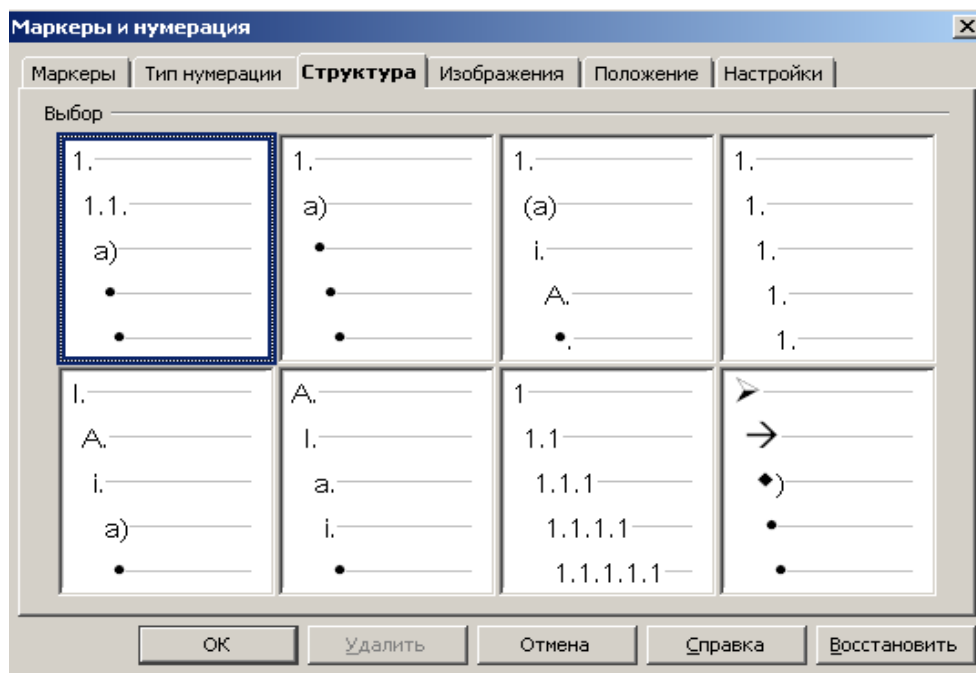 Маркеры и нумерация
Маркеры Тип нумерации Структура Изображения Положение Настройки
Выбор
1.
1.1.
a)
•
•
1.
a)
•
•
•
1.
(a)
i.
A.
•.
1.
1.
1.
1.
1.
I.
A.
i.
a)
•
A.
I.
a.
i.
•
1
1.1
1.1.1
1.1.1.1
1.1.1.1.1
➢
→
◆)
•
•
ОК Удалить Отмена Справка Восстановить